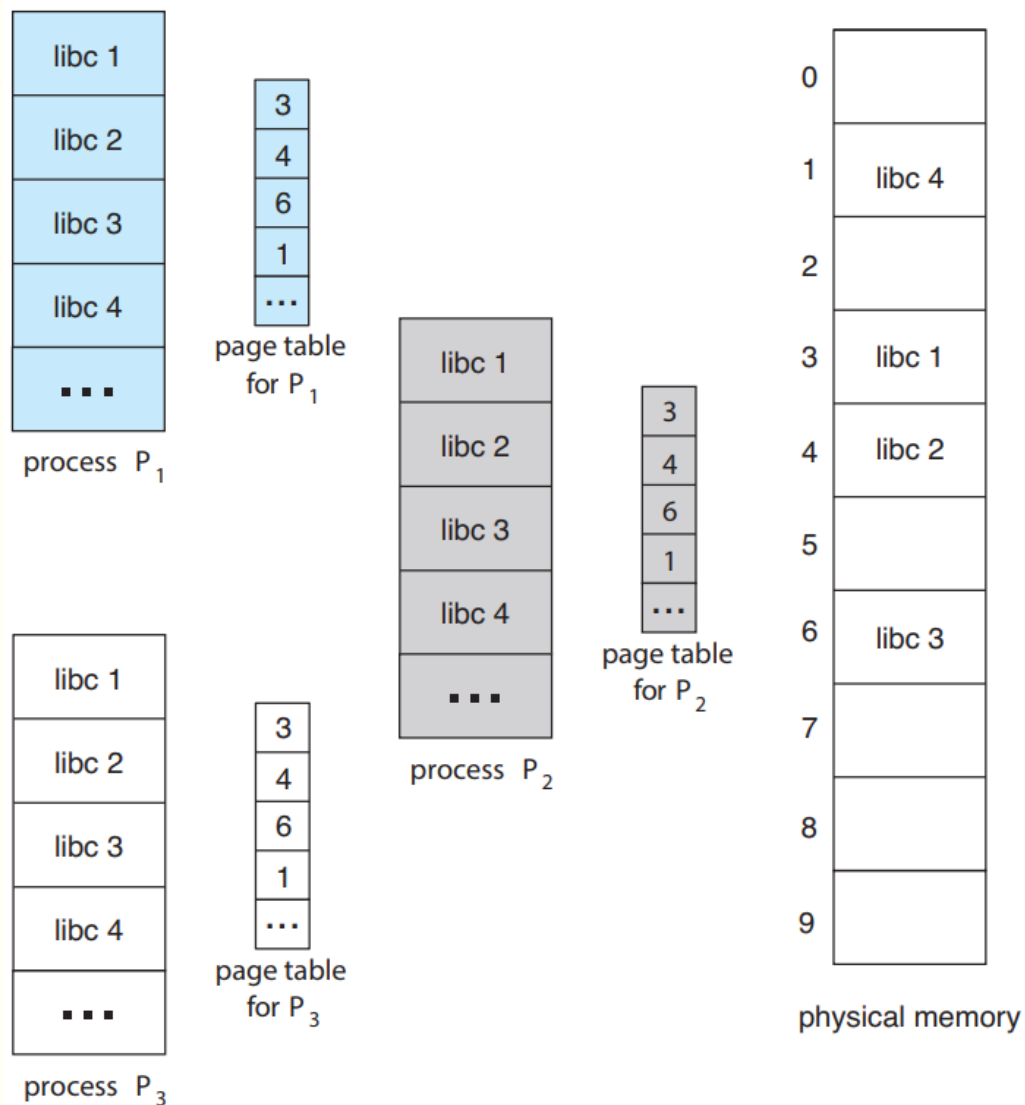 libc 1
libc 2
libc 3
libc 4
...
process P1
3
4
6
1
...
page table
for P1
libc 1
libc 2
libc 3
libc 4
...
process P2
3
4
6
1
...
page table
for P2
libc 1
libc 2
libc 3
libc 4
...
process P3
3
4
6
1
...
page table
for P3
0
1 libc 4
2
3 libc 1
4 libc 2
5
6 libc 3
7
8
9
physical memory